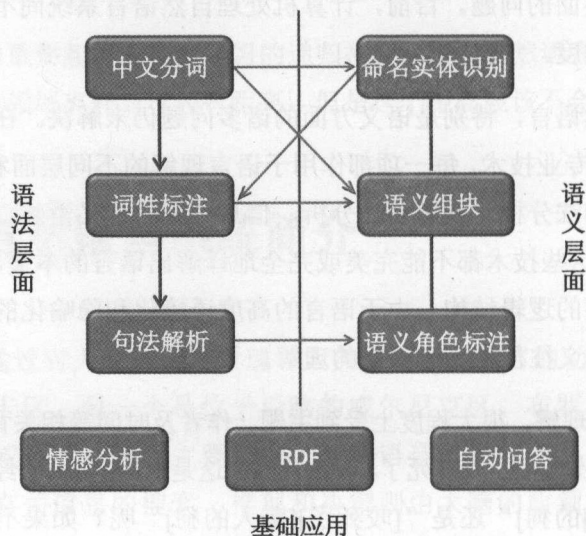 中文分词
命名实体识别
词性标注
语义组块
语法层面
语义层面
句法解析
语义角色标注
情感分析
RDF
自动问答
基础应用